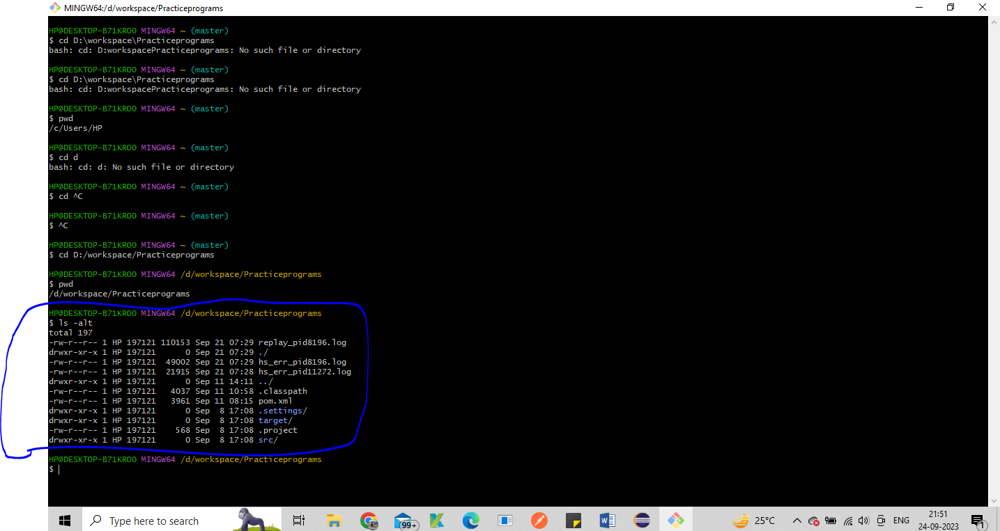 MINGW64:/d/workspace/Practiceprograms
HP@DESKTOP-B71KROO MINGW64 ~ (master)
$ cd D:\workspace\Practiceprograms
bash: cd: D:workspacePracticeprograms: No such file or directory
HP@DESKTOP-B71KROO MINGW64 ~ (master)
$ cd D:\workspace\Practiceprograms
bash: cd: D:workspacePracticeprograms: No such file or directory
HP@DESKTOP-B71KROO MINGW64 ~ (master)
$ pwd
/c/Users/HP
HP@DESKTOP-B71KROO MINGW64 ~ (master)
$ cd d
bash: cd: d: No such file or directory
HP@DESKTOP-B71KROO MINGW64 ~ (master)
$ cd ^C
HP@DESKTOP-B71KROO MINGW64 ~ (master)
$ ^C
HP@DESKTOP-B71KROO MINGW64 ~ (master)
$ cd D:/workspace/Practiceprograms
HP@DESKTOP-B71KROO MINGW64 /d/workspace/Practiceprograms
$ pwd
/d/workspace/Practiceprograms
HP@DESKTOP-B71KROO MINGW64 /d/workspace/Practiceprograms
$ ls -alt
total 197
-rw-r--r-- 1 HP 197121 110153 Sep 21 07:29 replay_pid8196.log
drwxr-xr-x 1 HP 197121      0 Sep 21 07:29 ./
-rw-r--r-- 1 HP 197121  49002 Sep 21 07:29 hs_err_pid8196.log
-rw-r--r-- 1 HP 197121  21915 Sep 21 07:28 hs_err_pid11272.log
drwxr-xr-x 1 HP 197121      0 Sep 11 14:11 ../
-rw-r--r-- 1 HP 197121   4037 Sep 11 10:58 .classpath
-rw-r--r-- 1 HP 197121   3961 Sep 11 08:15 pom.xml
drwxr-xr-x 1 HP 197121      0 Sep  8 17:08 .settings/
drwxr-xr-x 1 HP 197121      0 Sep  8 17:08 target/
-rw-r--r-- 1 HP 197121    568 Sep  8 17:08 .project
drwxr-xr-x 1 HP 197121      0 Sep  8 17:08 src/
HP@DESKTOP-B71KROO MINGW64 /d/workspace/Practiceprograms
$
Type here to search
99+
25°C
ENG
21:51
24-09-2023
1